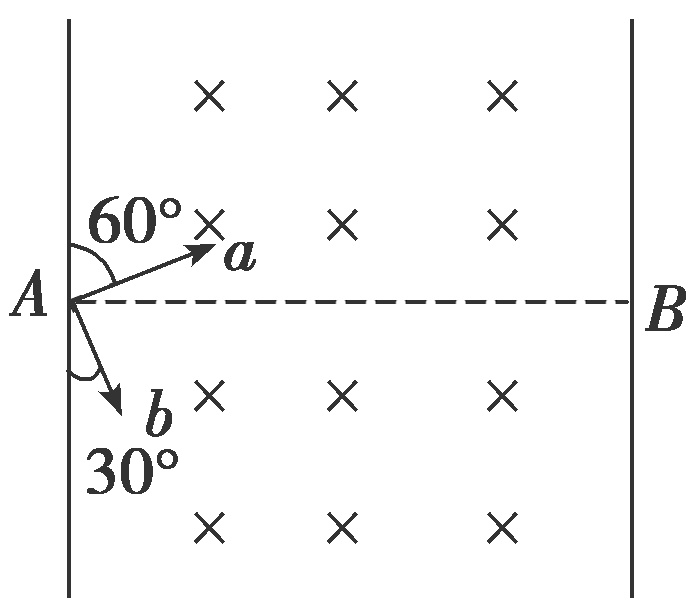 × × ×
60° × × ×
a
A B
× × ×
b
30°
× × ×